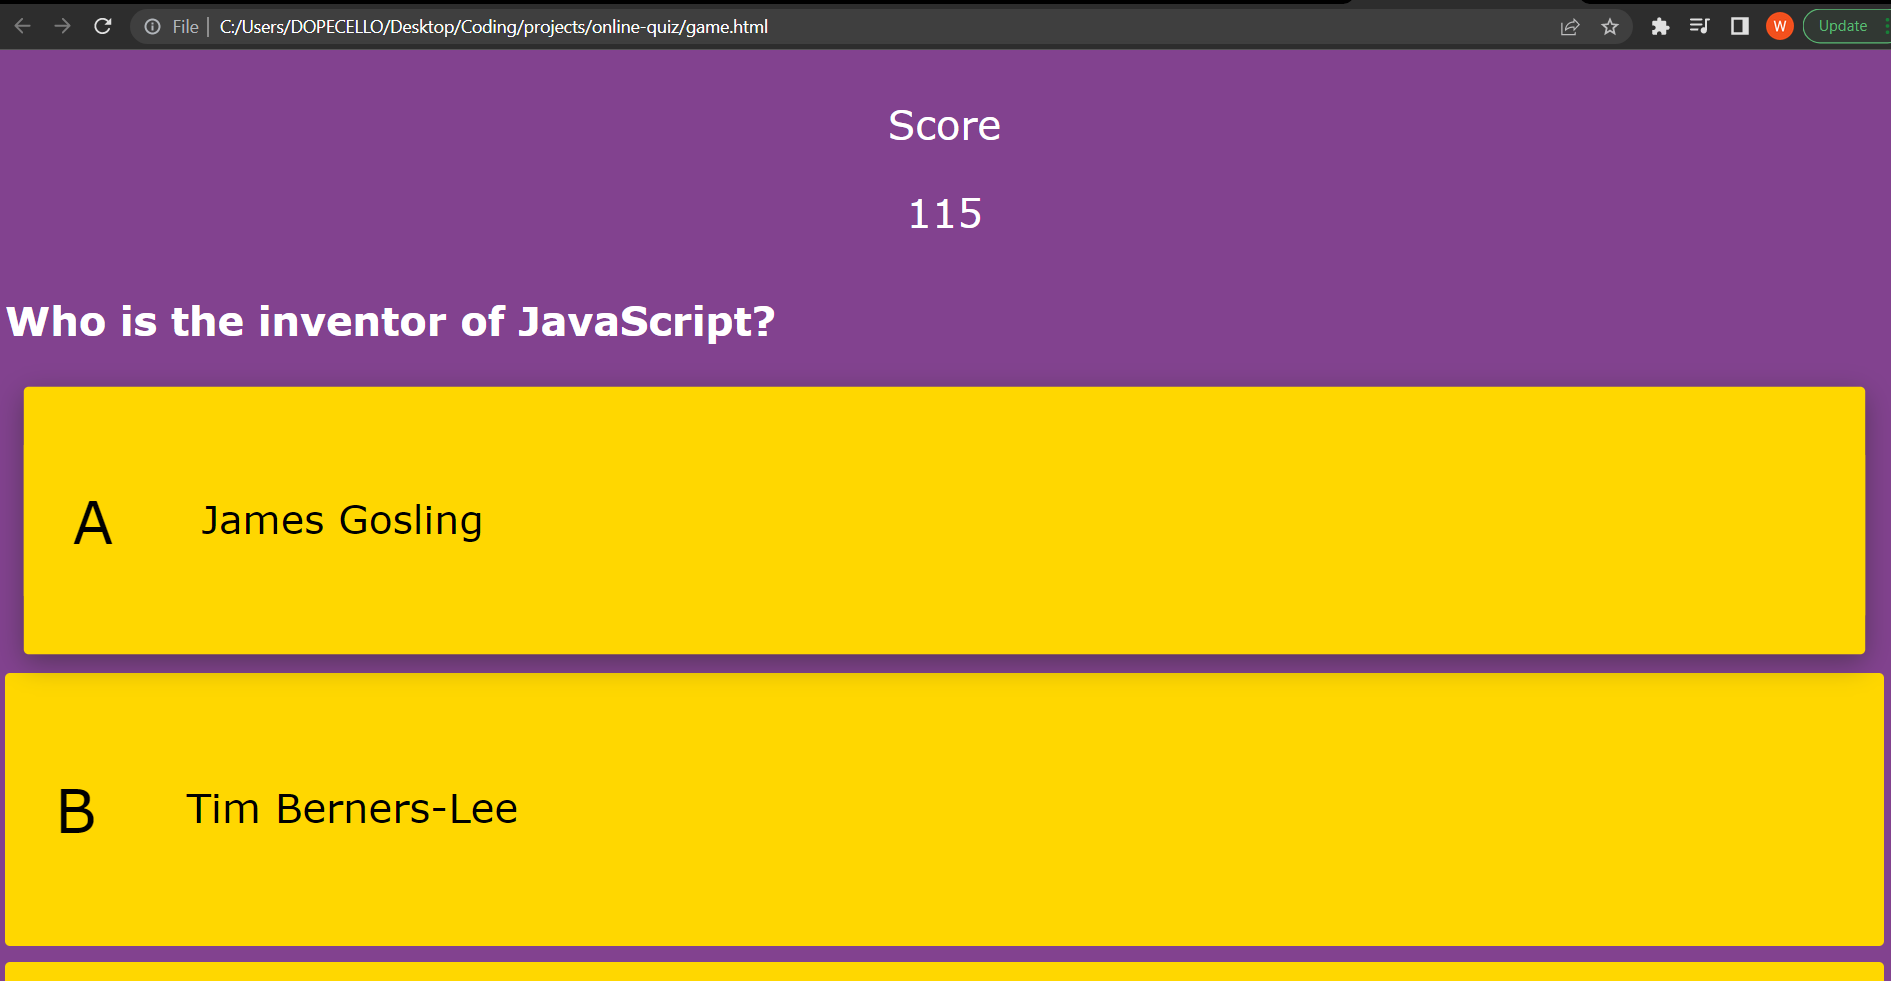 File | C:/Users/DOPECELLO/Desktop/Coding/projects/online-quiz/game.html
W
Update
Score
115
Who is the inventor of JavaScript?
A James Gosling
B Tim Berners-Lee